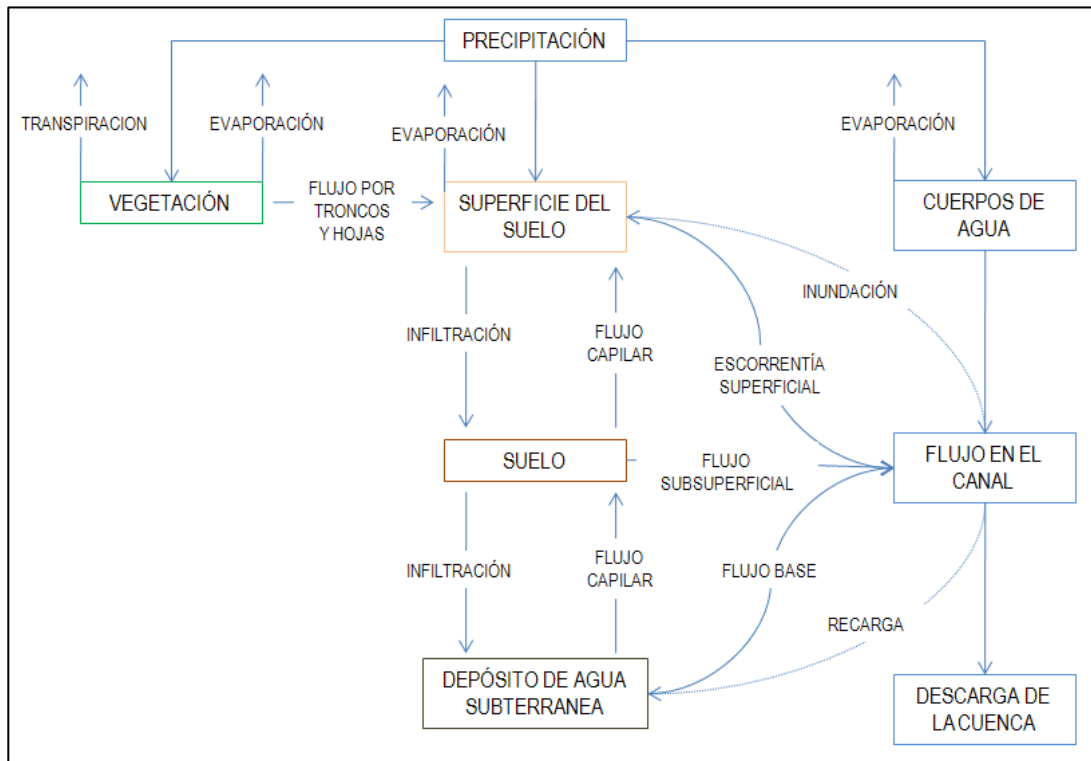 PRECIPITACIÓN
TRANSPIRACION
EVAPORACIÓN
EVAPORACIÓN
EVAPORACIÓN
VEGETACIÓN
FLUJO POR
TRONCOS
Y HOJAS
SUPERFICIE DEL
SUELO
CUERPOS DE
AGUA
INUNDACIÓN
INFILTRACIÓN
FLUJO
CAPILAR
ESCORRENTÍA
SUPERFICIAL
SUELO
FLUJO
SUBSUPERFICIAL
FLUJO EN EL
CANAL
INFILTRACIÓN
FLUJO
CAPILAR
FLUJO BASE
RECARGA
DEPÓSITO DE AGUA
SUBTERRANEA
DESCARGA DE
LA CUENCA